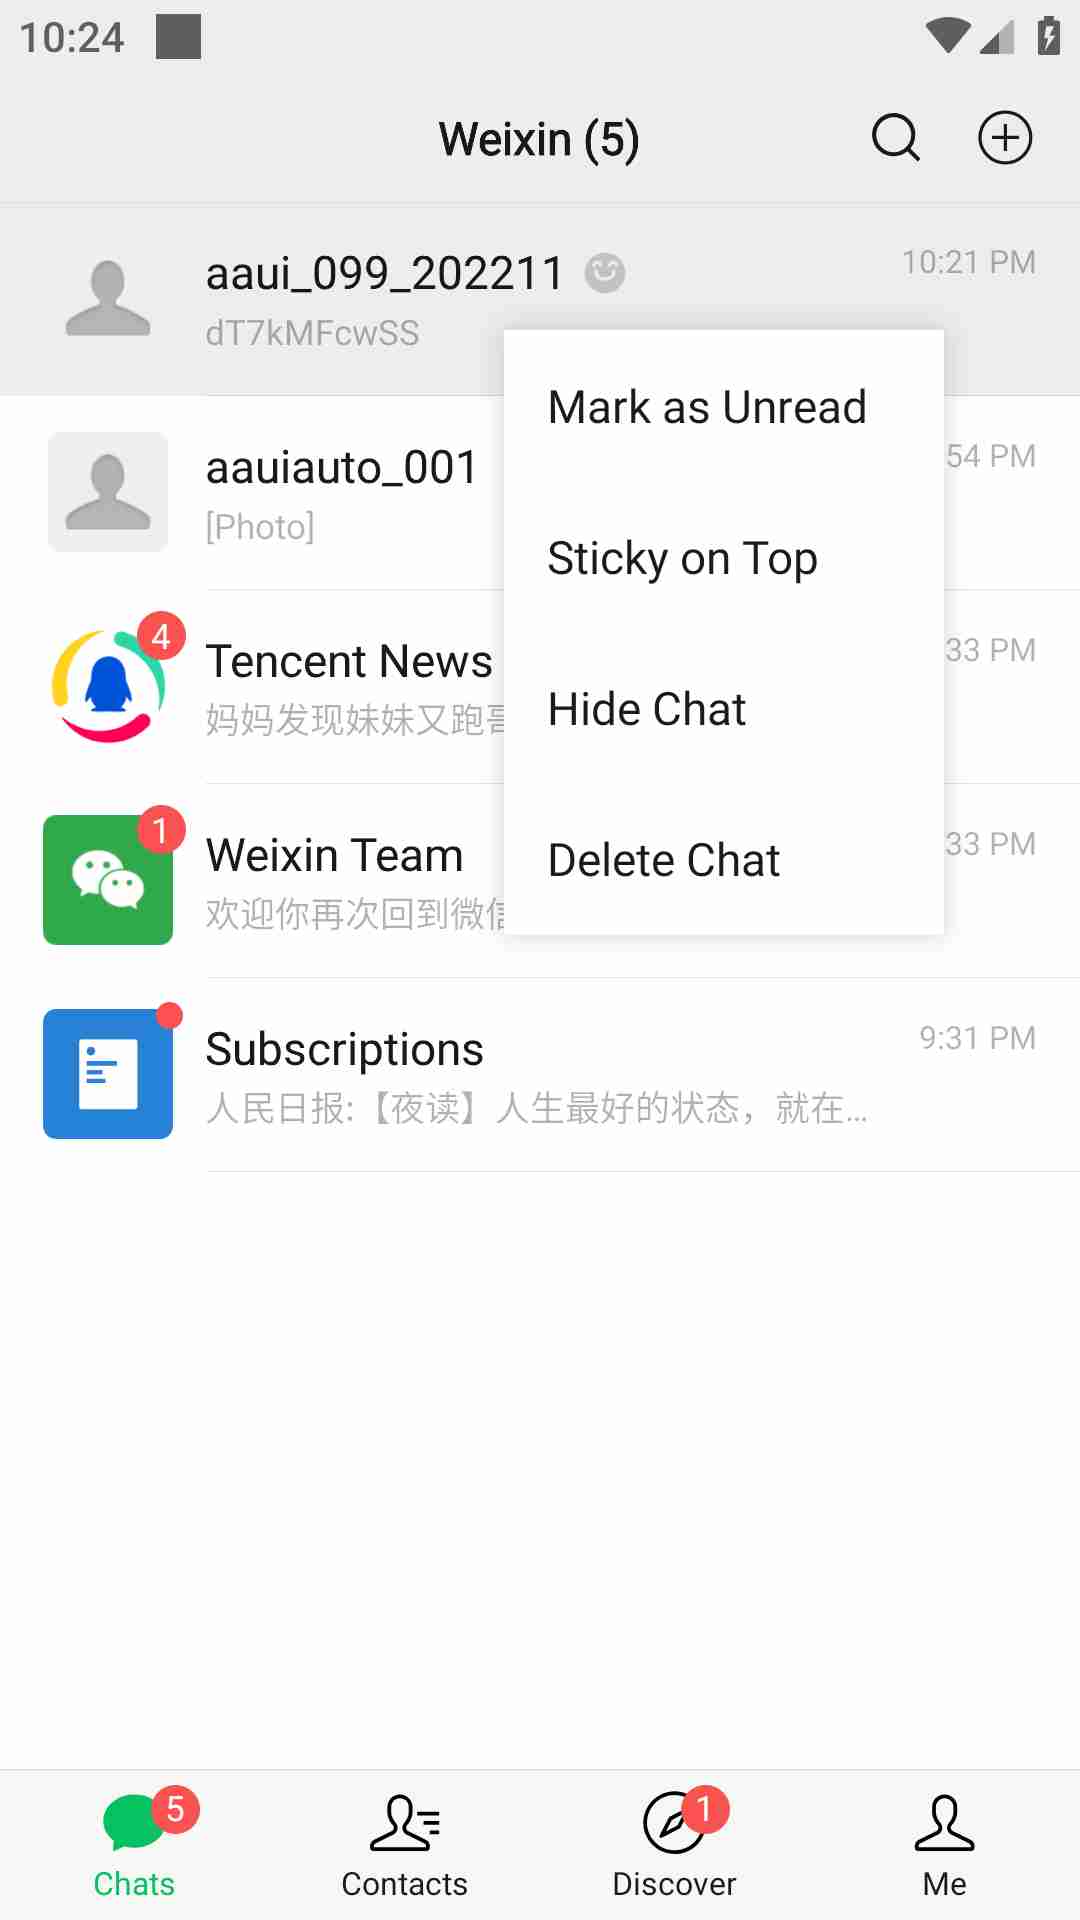 10:24
Weixin (5)
aaui_099_202211
10:21 PM
dT7kMFcwSS
Mark as Unread
aauiauto_001
54 PM
[Photo]
Sticky on Top
4
Tencent News
33 PM
妈妈发现妹妹又跑
Hide Chat
1
Weixin Team
33 PM
欢迎你再次回到微信
Delete Chat
Subscriptions
9:31 PM
人民日报:【夜读】人生最好的状态，就在...
5
1
Chats
Contacts
Discover
Me